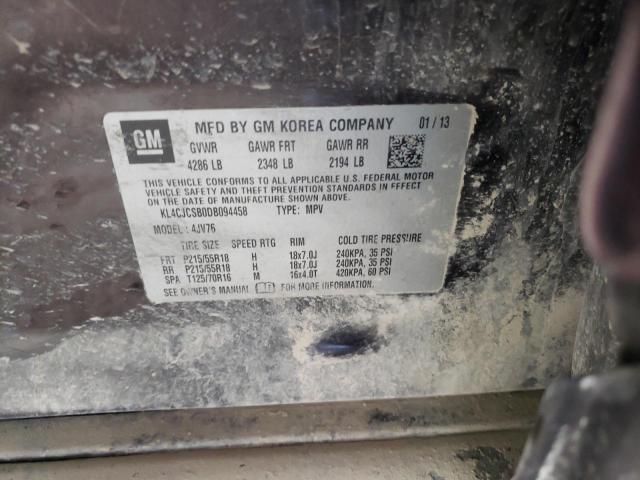 GM
MFD BY GM KOREA COMPANY 01 / 13
GVWR GAWR FRT GAWR RR
4286 LB 2348 LB 2194 LB
THIS VEHICLE CONFORMS TO ALL APPLICABLE U.S. FEDERAL MOTOR
VEHICLE SAFETY AND THEFT PREVENTION STANDARDS IN EFFECT
ON THE DATE OF MANUFACTURE SHOWN ABOVE.
KL4CJCSB0DB094458 TYPE: MPV
MODEL : 4JV76
TIRE SIZE SPEED RTG RIM COLD TIRE PRESSURE
FRT P215/55R18 H 18x7.0J 240KPA, 35 PSI
RR P215/55R18 H 18x7.0J 240KPA, 35 PSI
SPA T125/70R16 M 16x4.0T 420KPA, 60 PSI
SEE OWNER'S MANUAL FOR MORE INFORMATION.